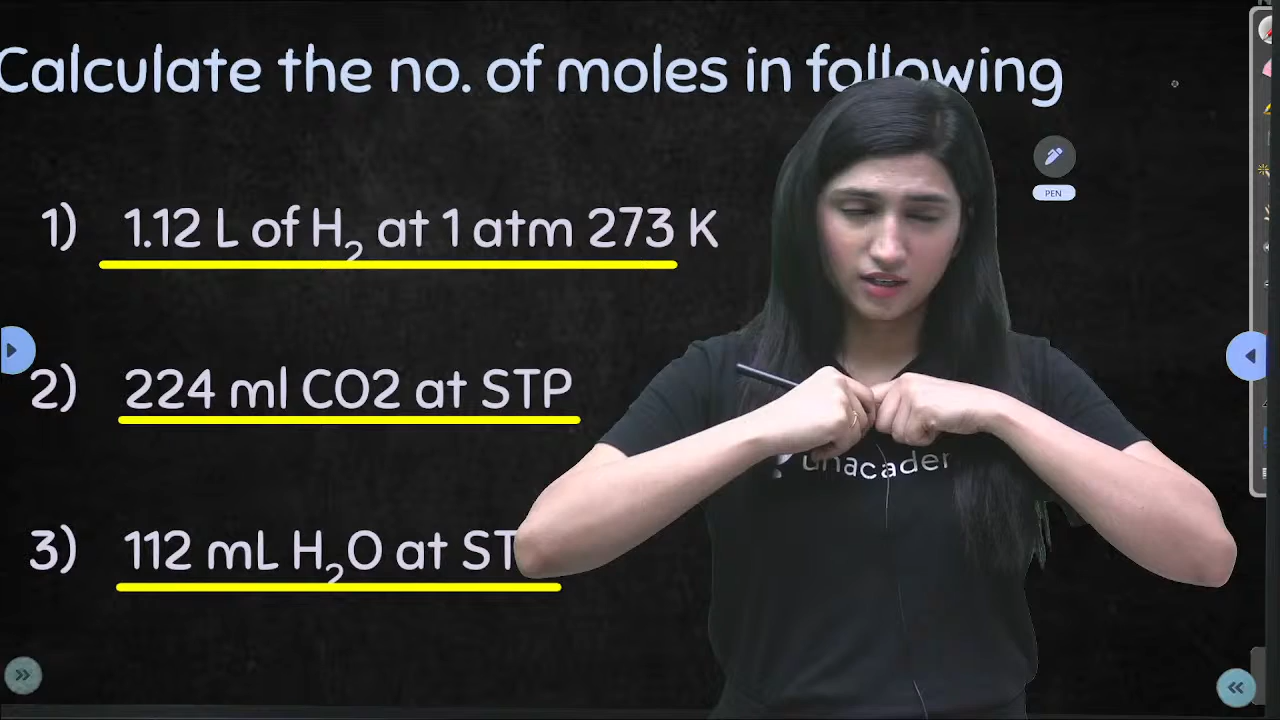 Calculate the no. of moles in following
1) 1.12 L of H₂ at 1 atm 273 K
PEN
2) 224 ml CO2 at STP
unacader
3) 112 mL H₂O at ST